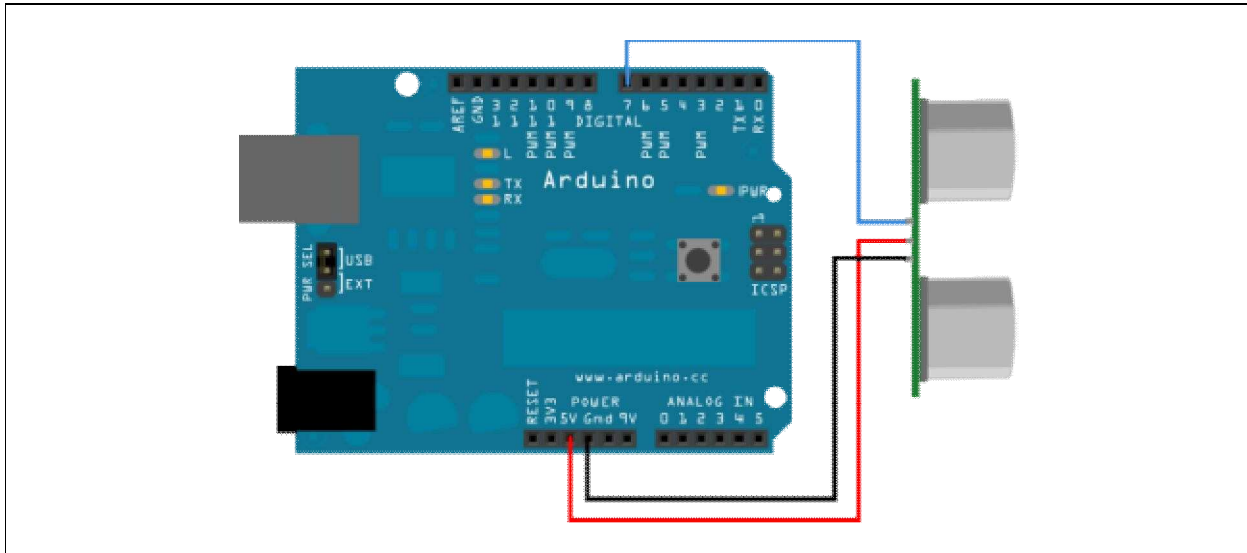 AREF GND 13 12 11 10 9 8 7 6 5 4 3 2 1 0
DIGITAL
PWM PWM PWM PWM PWM PWM TX RX
L
Arduino
TX
RX
PWR
PWR SEL
USB
EXT
1
ICSP
www.arduino.cc
POWER ANALOG IN
RESET 3V3 5V Gnd 9V 0 1 2 3 4 5